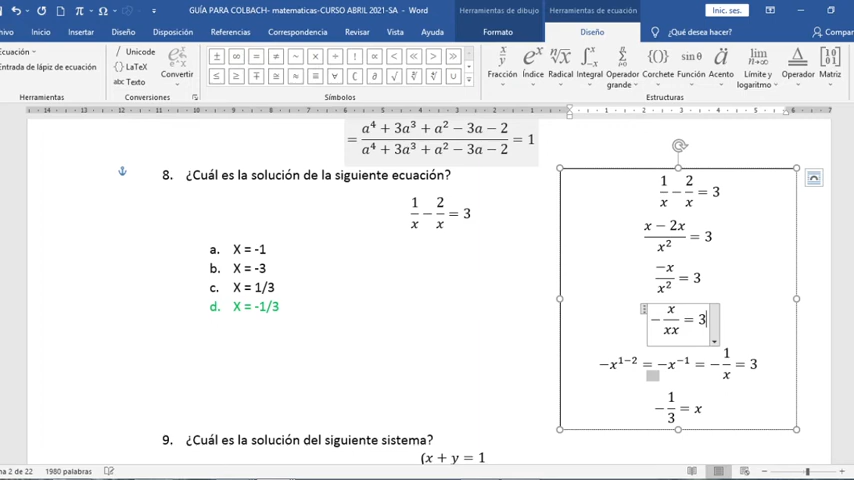 GUÍA PARA COLBACH- matematicas-CURSO ABRIL 2021-SA - Word
Herramientas de dibujo
Herramientas de ecuación
Inic. ses.
Inicio Insertar Diseño Disposición Referencias Correspondencia Revisar Vista Ayuda Formato Diseño ¿Qué desea hacer? Compar
Ecuación
Entrada de lápiz de ecuación
Unicode
{} LaTeX
abc Texto
Convertir
± ∞ = ≠ ~ × ÷ ! ∝ < ≪ >
≤ ≥ ∓ ≅ ≈ ≡ ∀ ∁ ∂ √ ∛
Fracción Índice Radical Integral Operador grande Corchete Función Acento Límite y logaritmo Operador Matriz
Herramientas Conversiones Símbolos Estructuras
= (a⁴ + 3a³ + a² − 3a − 2)/(a⁴ + 3a³ + a² − 3a − 2) = 1
8. ¿Cuál es la solución de la siguiente ecuación?
1/x − 2/x = 3
a. X = -1
b. X = -3
c. X = 1/3
d. X = -1/3
1/x − 2/x = 3
(x − 2x)/x² = 3
−x/x² = 3
− x/xx = 3
−x¹⁻² = −x⁻¹ = − 1/x = 3
− 1/3 = x
9. ¿Cuál es la solución del siguiente sistema?
(x + y = 1
na 2 de 22 1980 palabras